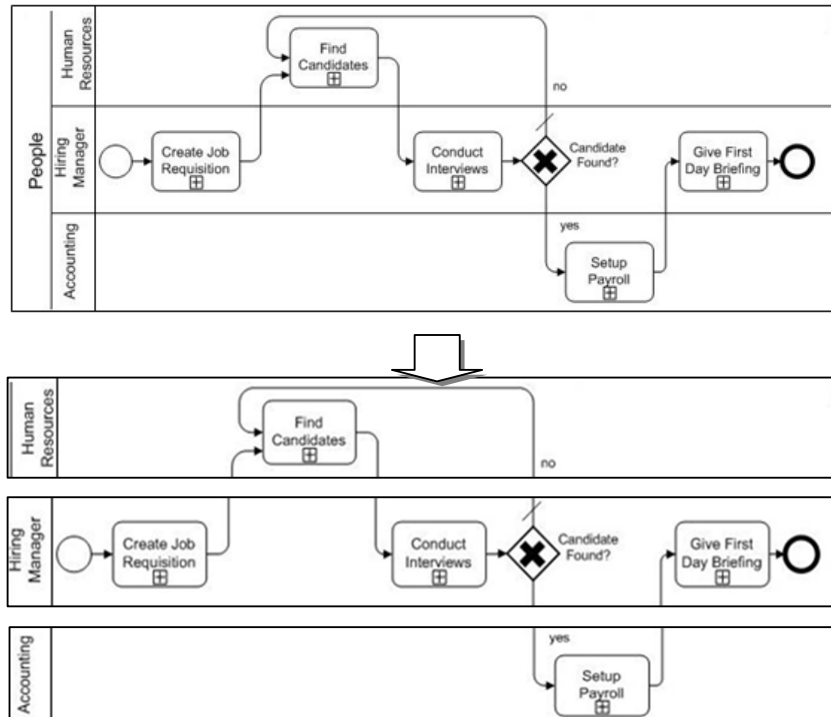 People
Human
Resources
Find
Candidates
no
Hiring
Manager
Create Job
Requisition
Conduct
Interviews
Candidate
Found?
Give First
Day Briefing
Accounting
yes
Setup
Payroll
Human
Resources
Find
Candidates
no
Hiring
Manager
Create Job
Requisition
Conduct
Interviews
Candidate
Found?
Give First
Day Briefing
Accounting
yes
Setup
Payroll